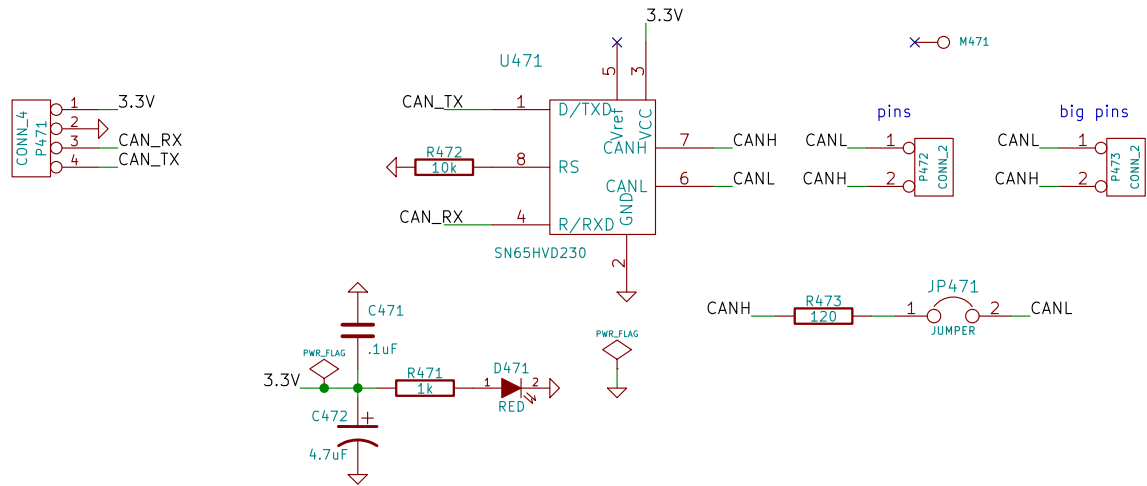 3.3V
M471
U471
5
3
CONN_4
P471
1 3.3V
2
3 CAN_RX
4 CAN_TX
CAN_TX 1 D/TXD
Vref
VCC
CANH 7 CANH
R472
10k
8 RS
CANL 6 CANL
CAN_RX 4 R/RXD
GND
2
SN65HVD230
pins
CANL 1
CANH 2
P472
CONN_2
big pins
CANL 1
CANH 2
P473
CONN_2
C471
.1uF
PWR_FLAG
3.3V
R471
1k
D471
1 2
RED
C472
+
4.7uF
PWR_FLAG
CANH
R473
120
JP471
1 2
JUMPER
CANL